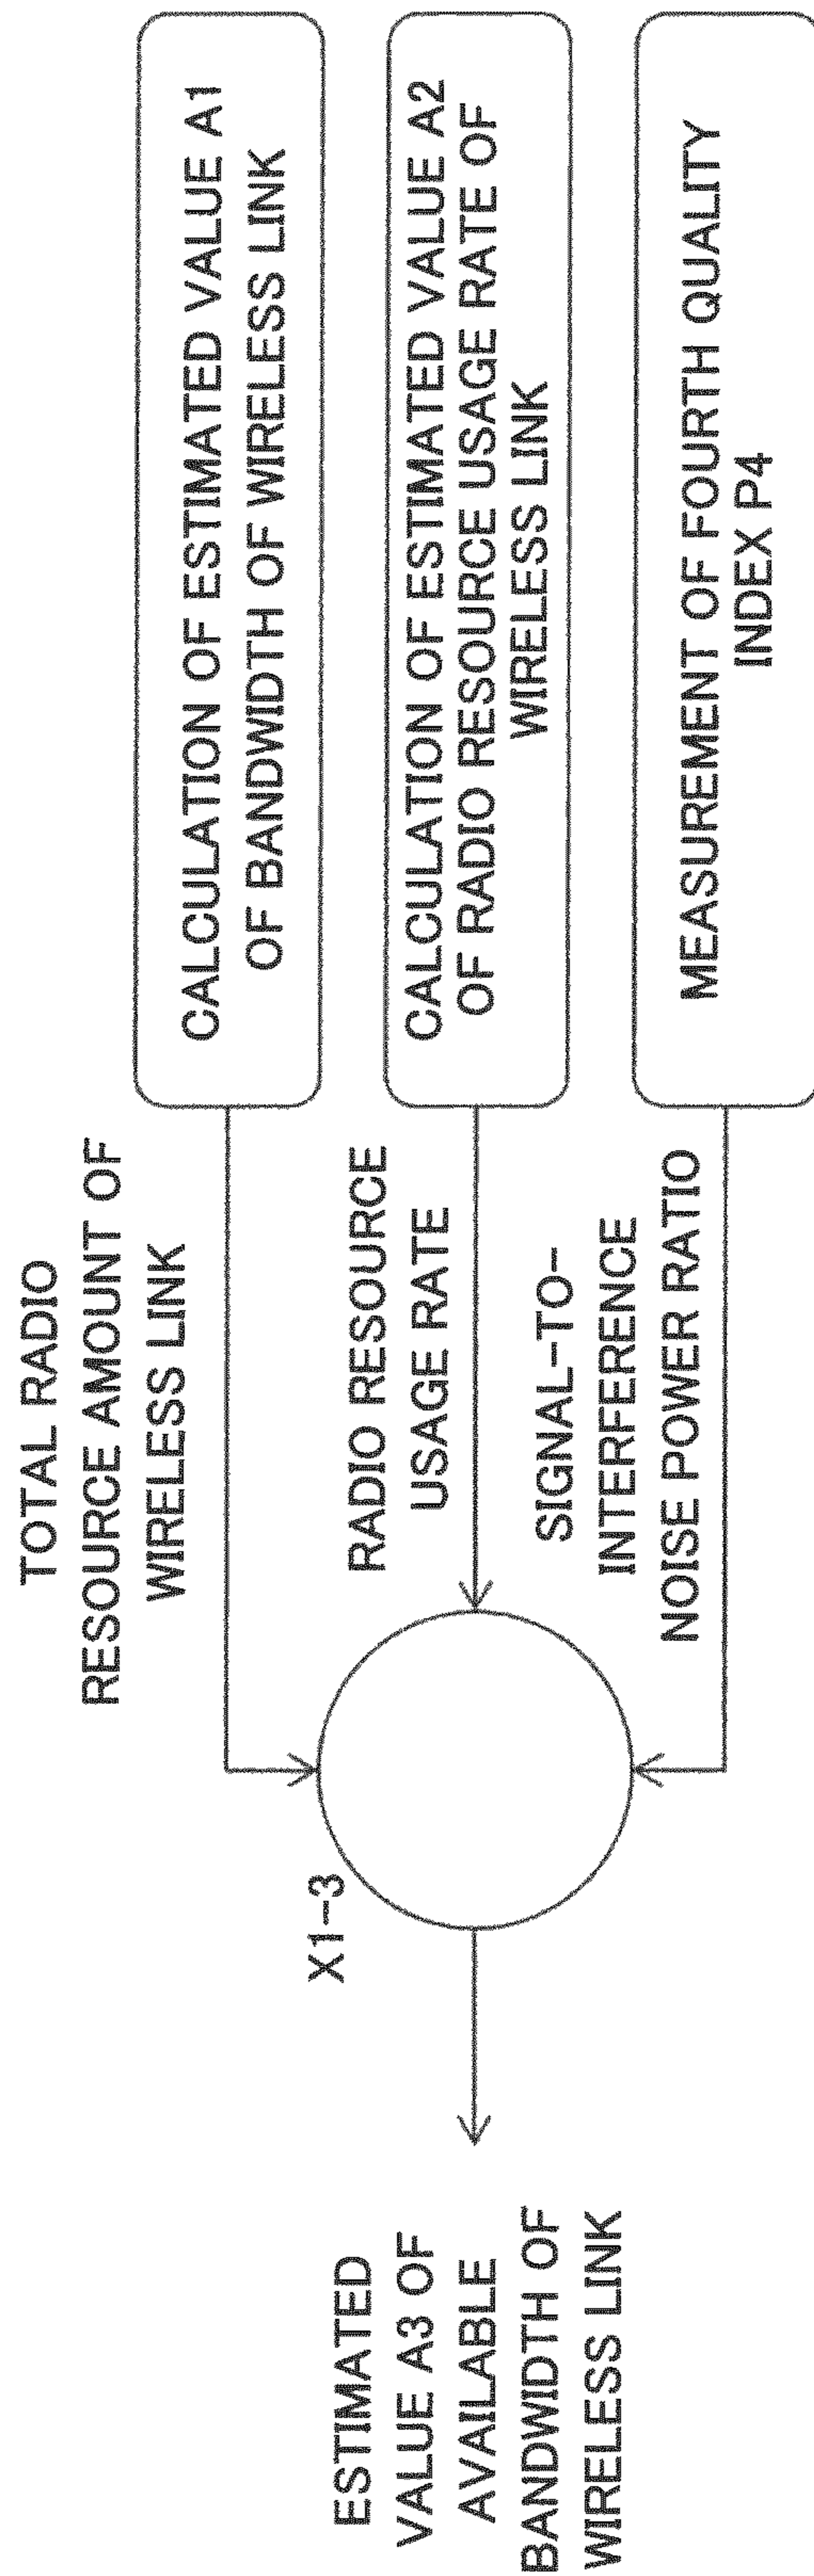 ESTIMATED
VALUE A3 OF
AVAILABLE
BANDWIDTH OF
WIRELESS LINK
X1-3
TOTAL RADIO
RESOURCE AMOUNT OF
WIRELESS LINK
RADIO RESOURCE
USAGE RATE
SIGNAL-TO-
INTERFERENCE
NOISE POWER RATIO
CALCULATION OF ESTIMATED VALUE A1
OF BANDWIDTH OF WIRELESS LINK
CALCULATION OF ESTIMATED VALUE A2
OF RADIO RESOURCE USAGE RATE OF
WIRELESS LINK
MEASUREMENT OF FOURTH QUALITY
INDEX P4